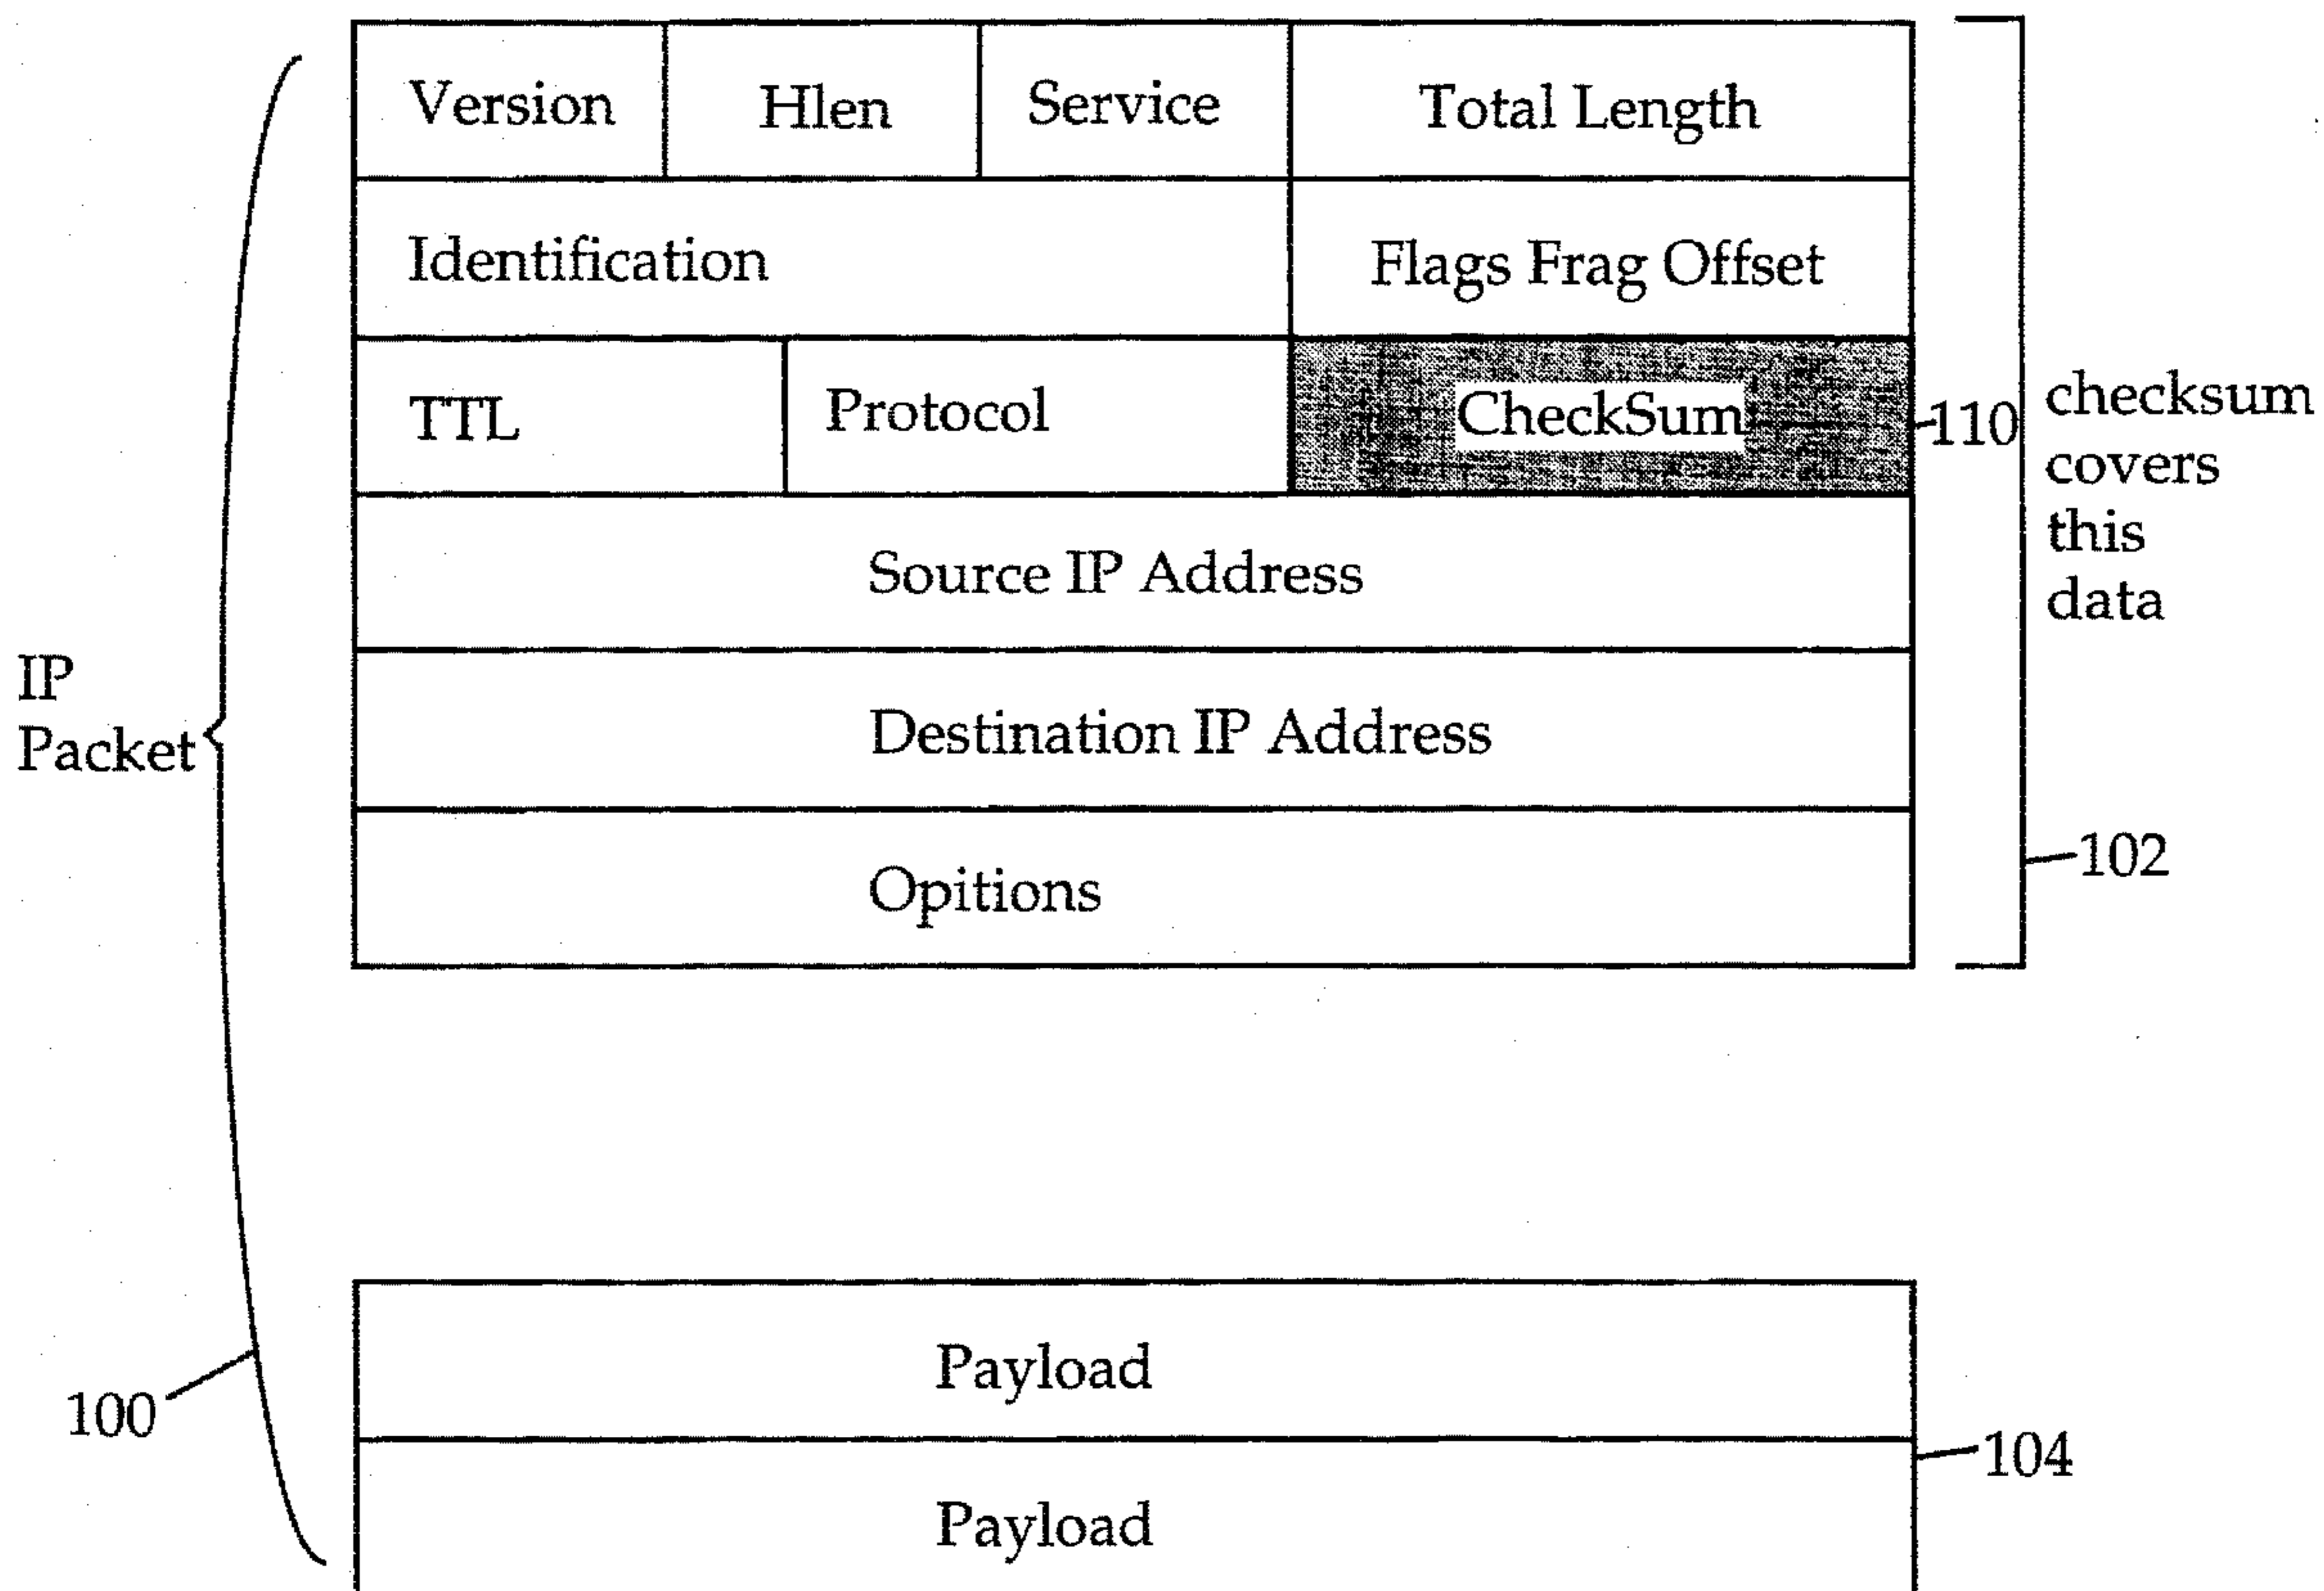 Version Hlen Service Total Length
Identification Flags Frag Offset
TTL Protocol CheckSum 110
checksum
covers
this
data
Source IP Address
IP
Packet
Destination IP Address
Opitions
102
Payload
100
104
Payload